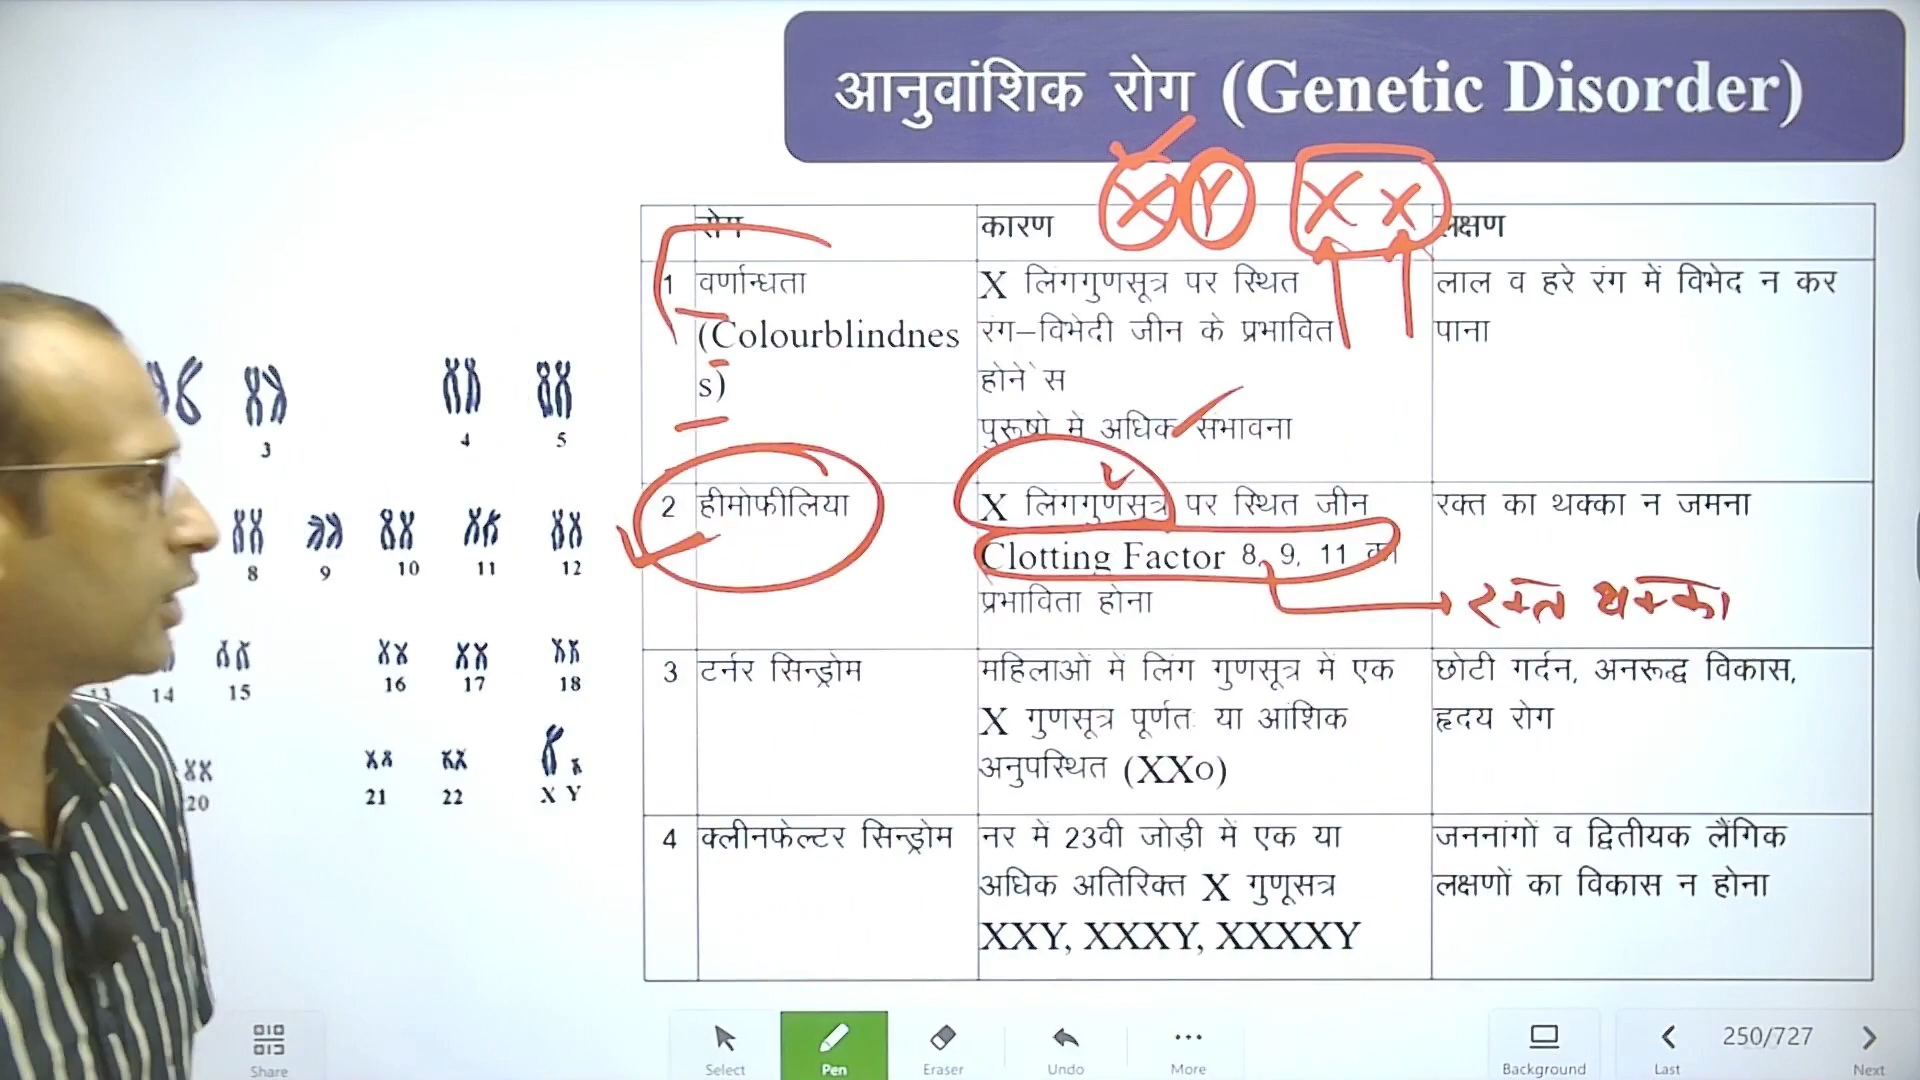 आनुवांशिक रोग (Genetic Disorder)
X Y X X
रोग कारण लक्षण
1 वर्णान्धता
(Colourblindnes
s)
X लिंगगुणसूत्र पर स्थित
रंग–विभेदी जीन के प्रभावित
होने स
पुरूषो मे अधिक संभावना
लाल व हरे रंग में विभेद न कर
पाना
2 हीमोफीलिया
X लिंगगुणसूत्र पर स्थित जीन
Clotting Factor 8, 9, 11 का
प्रभाविता होना
रक्त का थक्का न जमना
रक्त थक्का
3 टर्नर सिन्ड्रोम
महिलाओं में लिंग गुणसूत्र में एक
X गुणसूत्र पूर्णत या आंशिक
अनुपस्थित (XXo)
छोटी गर्दन, अनरूद्ध विकास,
हृदय रोग
4 क्लीनफेल्टर सिन्ड्रोम
नर में 23वी जोड़ी में एक या
अधिक अतिरिक्त X गुणूसत्र
XXY, XXXY, XXXXY
जननांगों व द्वितीयक लैंगिक
लक्षणों का विकास न होना
3 4 5
8 9 10 11 12
13 14 15 16 17 18
20 21 22 X Y
Share Select Pen Eraser Undo More Background Last 250/727 Next